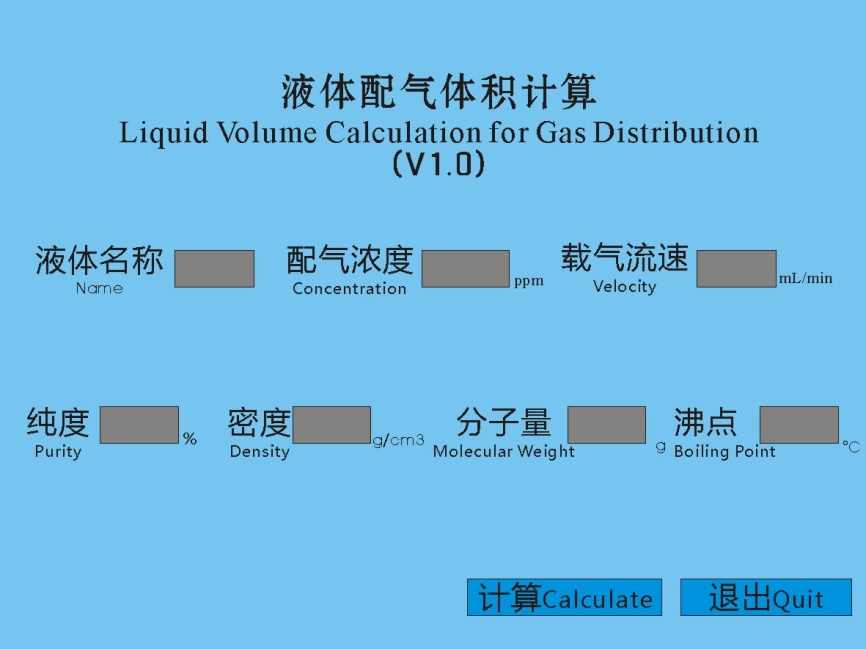 液体配气体积计算
Liquid Volume Calculation for Gas Distribution
(V1.0)
液体名称 配气浓度 ppm 载气流速 mL/min
Name Concentration Velocity
纯度 % 密度 g/cm3 分子量 g 沸点 °C
Purity Density Molecular Weight Boiling Point
计算Calculate 退出Quit